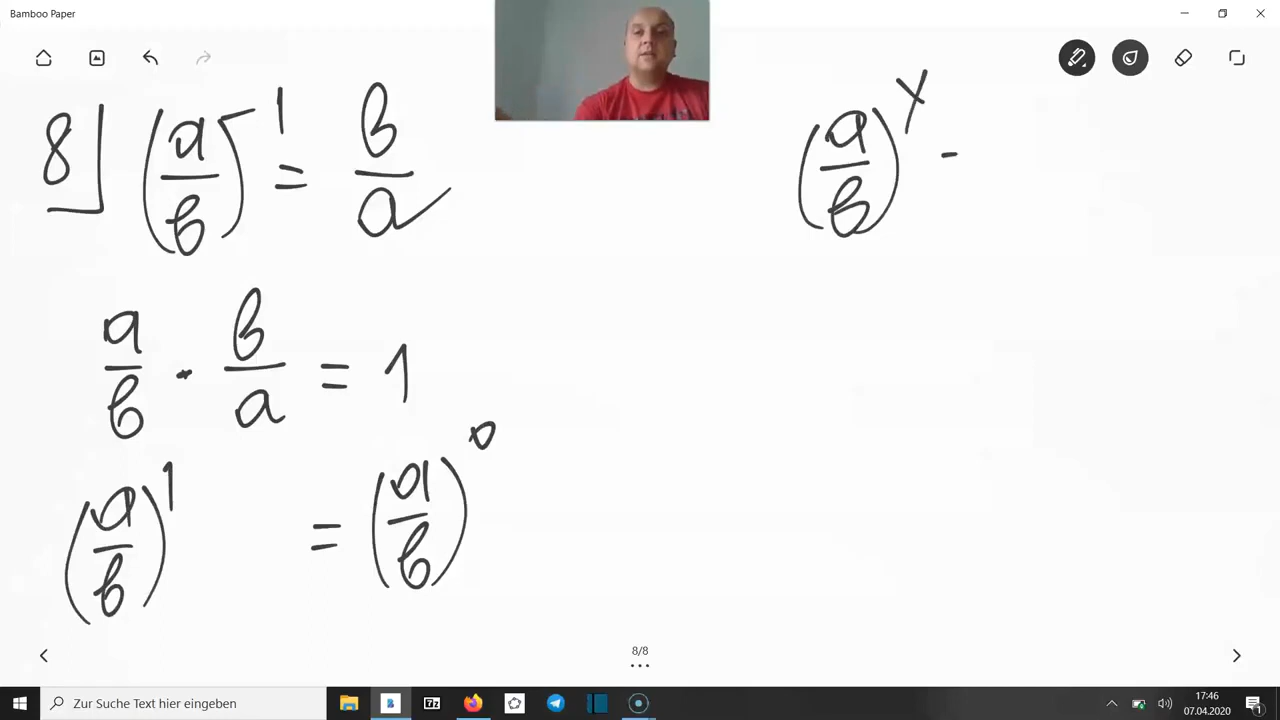 Bamboo Paper
8] (a/b)⁻¹ = b/a
(a/b)^x -
a/b · b/a = 1
(a/b)¹ = (a/b)⁰
8/8
Zur Suche Text hier eingeben
17:46
07.04.2020